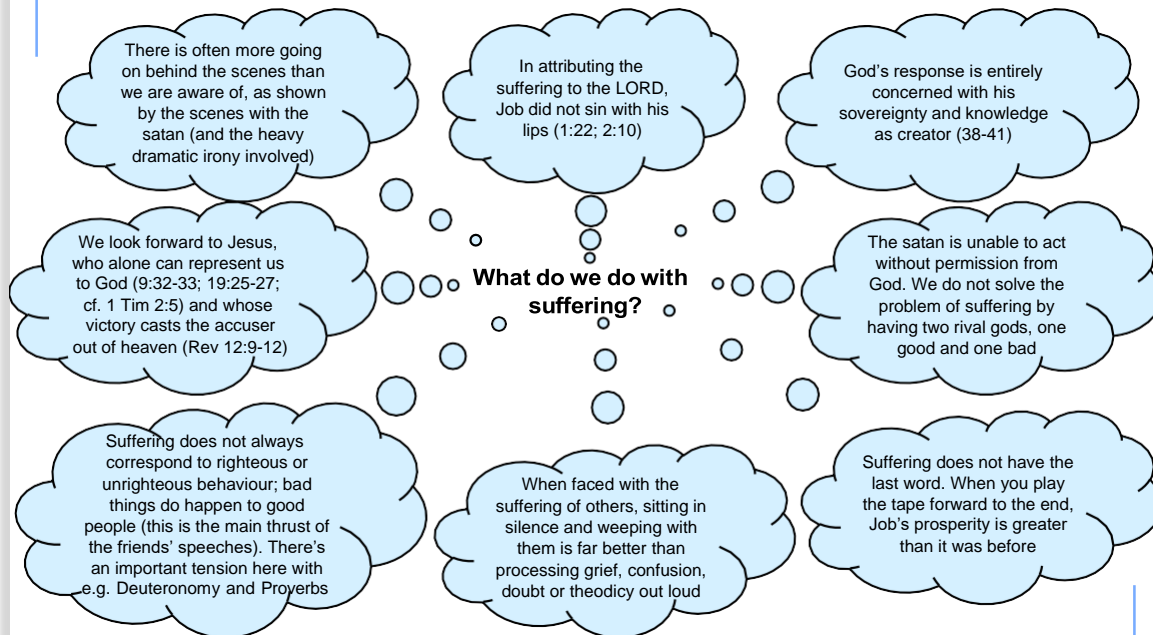 There is often more going
on behind the scenes than
we are aware of, as shown
by the scenes with the
satan (and the heavy
dramatic irony involved)
In attributing the
suffering to the LORD,
Job did not sin with his
lips (1:22; 2:10)
God's response is entirely
concerned with his
sovereignty and knowledge
as creator (38-41)
We look forward to Jesus,
who alone can represent us
to God (9:32-33; 19:25-27;
cf. 1 Tim 2:5) and whose
victory casts the accuser
out of heaven (Rev 12:9-12)
What do we do with
suffering?
The satan is unable to act
without permission from
God. We do not solve the
problem of suffering by
having two rival gods, one
good and one bad
Suffering does not always
correspond to righteous or
unrighteous behaviour; bad
things do happen to good
people (this is the main thrust of
the friends' speeches). There's
an important tension here with
e.g. Deuteronomy and Proverbs
When faced with the
suffering of others, sitting in
silence and weeping with
them is far better than
processing grief, confusion,
doubt or theodicy out loud
Suffering does not have the
last word. When you play
the tape forward to the end,
Job's prosperity is greater
than it was before